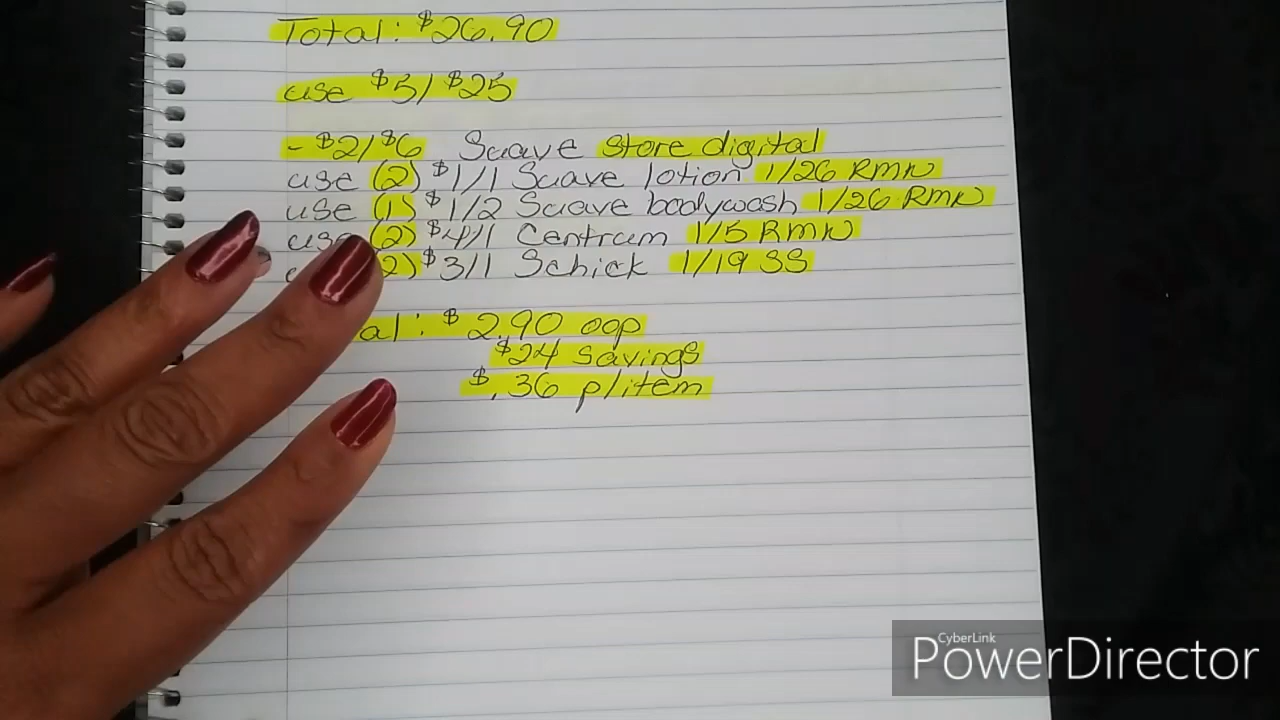 Total: $26.90
use $5/$25
- $2/$6 Suave store digital
use (2) $1/1 Suave lotion 1/26 RMN
use (1) $1/2 Suave bodywash 1/26 RMN
use (2) $4/1 Centrum 1/5 RMN
(2) $3/1 Schick 1/19 SS
al: $2.90 oop
$24 savings
$.36 p/item
CyberLink
PowerDirector